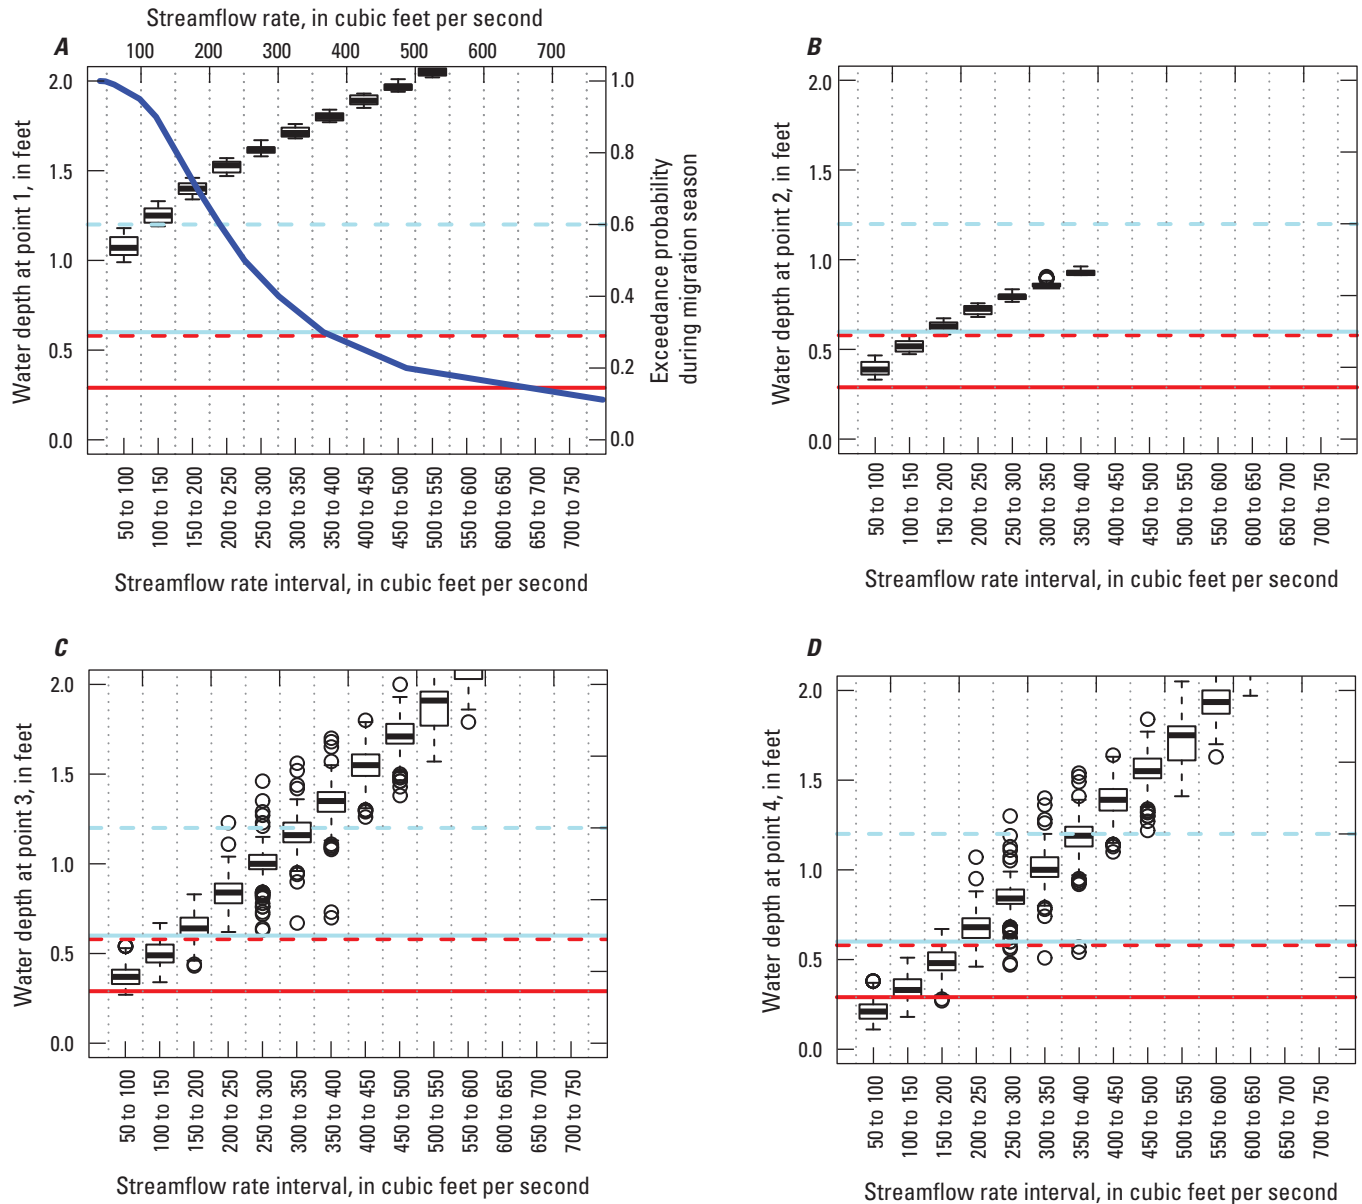 Streamflow rate, in cubic feet per second
A
100 200 300 400 500 600 700
Water depth at point 1, in feet
2.0
1.5
1.0
0.5
0.0
1.0
0.8
0.6
0.4
0.2
0.0
Exceedance probability
during migration season
50 to 100
100 to 150
150 to 200
200 to 250
250 to 300
300 to 350
350 to 400
400 to 450
450 to 500
500 to 550
550 to 600
600 to 650
650 to 700
700 to 750
Streamflow rate interval, in cubic feet per second
B
Water depth at point 2, in feet
2.0
1.5
1.0
0.5
0.0
50 to 100
100 to 150
150 to 200
200 to 250
250 to 300
300 to 350
350 to 400
400 to 450
450 to 500
500 to 550
550 to 600
600 to 650
650 to 700
700 to 750
Streamflow rate interval, in cubic feet per second
C
Water depth at point 3, in feet
2.0
1.5
1.0
0.5
0.0
50 to 100
100 to 150
150 to 200
200 to 250
250 to 300
300 to 350
350 to 400
400 to 450
450 to 500
500 to 550
550 to 600
600 to 650
650 to 700
700 to 750
Streamflow rate interval, in cubic feet per second
D
Water depth at point 4, in feet
2.0
1.5
1.0
0.5
0.0
50 to 100
100 to 150
150 to 200
200 to 250
250 to 300
300 to 350
350 to 400
400 to 450
450 to 500
500 to 550
550 to 600
600 to 650
650 to 700
700 to 750
Streamflow rate interval, in cubic feet per second